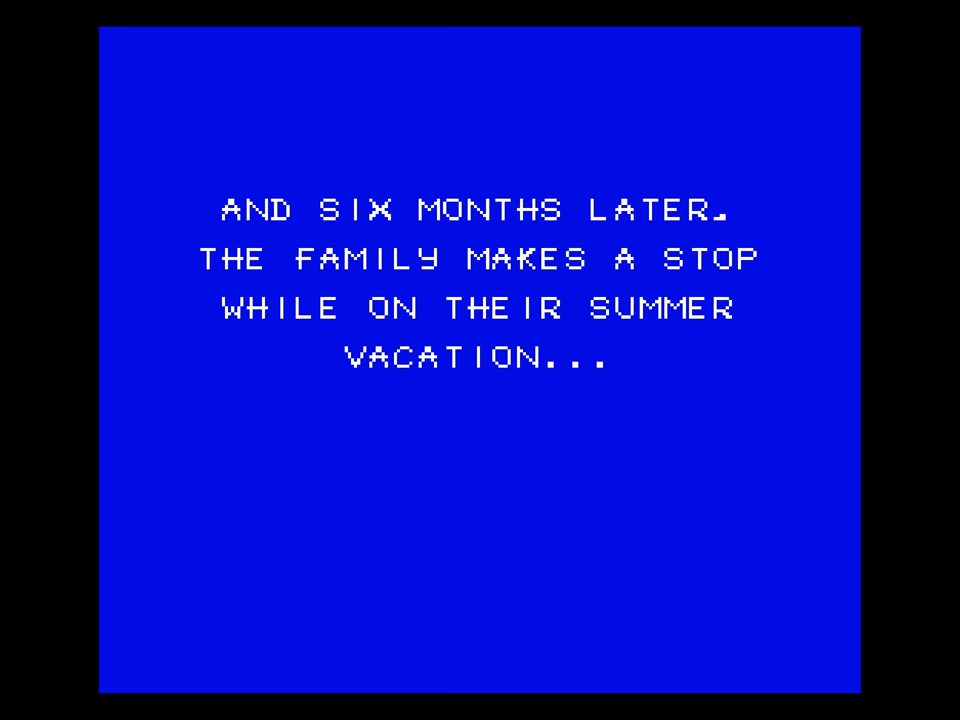 AND SIX MONTHS LATER.
THE FAMILY MAKES A STOP
WHILE ON THEIR SUMMER
VACATION...